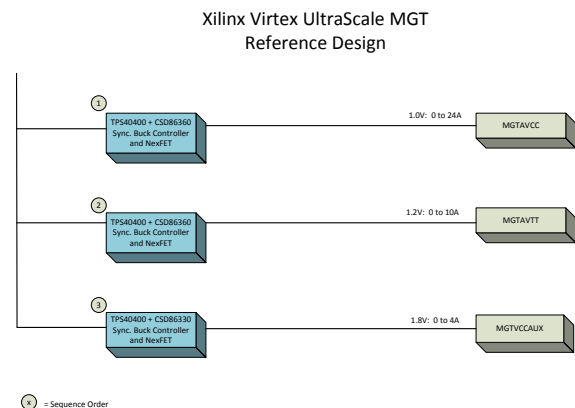 Xilinx Virtex UltraScale MGT
Reference Design
1
TPS40400 + CSD86360
Sync. Buck Controller
and NexFET
1.0V: 0 to 24A
MGTAVCC
2
TPS40400 + CSD86360
Sync. Buck Controller
and NexFET
1.2V: 0 to 10A
MGTAVTT
3
TPS40400 + CSD86330
Sync. Buck Controller
and NexFET
1.8V: 0 to 4A
MGTVCCAUX
x = Sequence Order